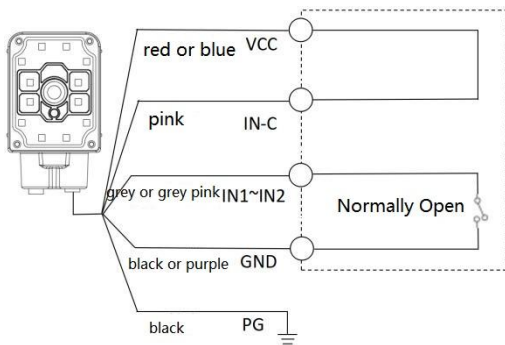 red or blue VCC
pink IN-C
grey or grey pink IN1~IN2
Normally Open
black or purple GND
black PG